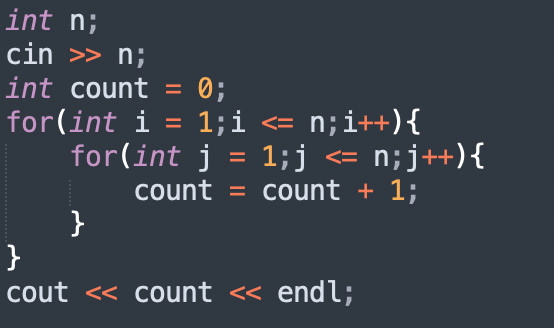 int n;
cin >> n;
int count = 0;
for(int i = 1;i <= n;i++){
    for(int j = 1;j <= n;j++){
        count = count + 1;
    }
}
cout << count << endl;